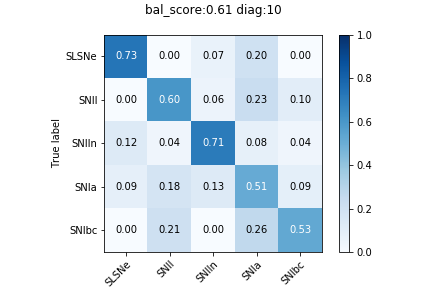 bal_score:0.61 diag:10
True label
SLSNe 0.73 0.00 0.07 0.20 0.00
SNII 0.00 0.60 0.06 0.23 0.10
SNIIn 0.12 0.04 0.71 0.08 0.04
SNIa 0.09 0.18 0.13 0.51 0.09
SNIbc 0.00 0.21 0.00 0.26 0.53
SLSNe SNII SNIIn SNIa SNIbc
1.0
0.8
0.6
0.4
0.2
0.0